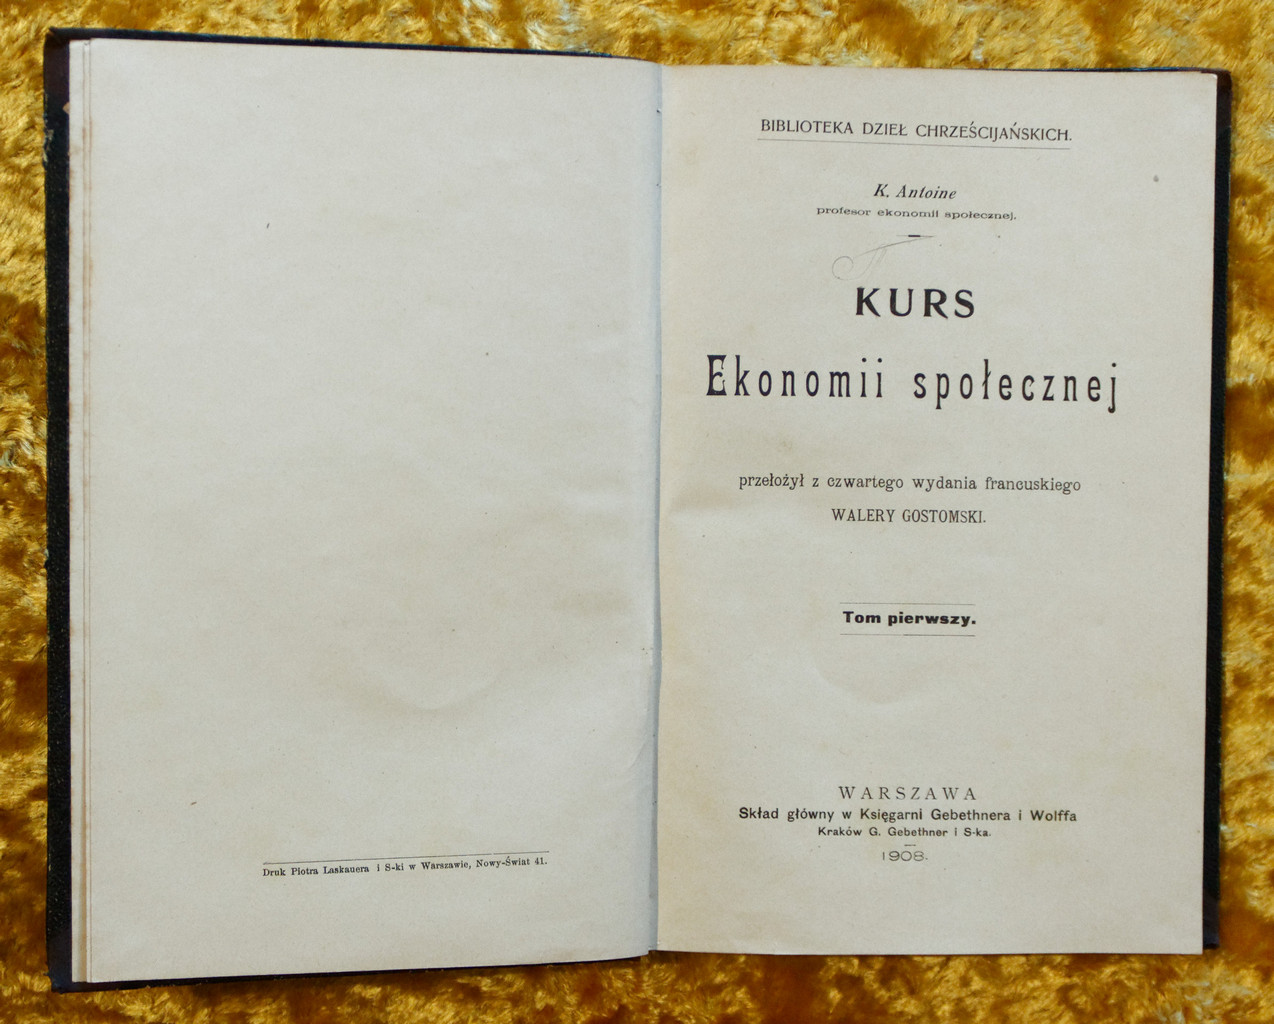 Druk Piotra Laskauera i S-ki w Warszawie, Nowy-Świat 41.
BIBLIOTEKA DZIEŁ CHRZEŚCIJAŃSKICH.
K. Antoine
profesor ekonomii społecznej.
KURS
Ekonomii społecznej
przełożył z czwartego wydania francuskiego
WALERY GOSTOMSKI.
Tom pierwszy.
WARSZAWA
Skład główny w Księgarni Gebethnera i Wolffa
Kraków G. Gebethner i S-ka.
1908.